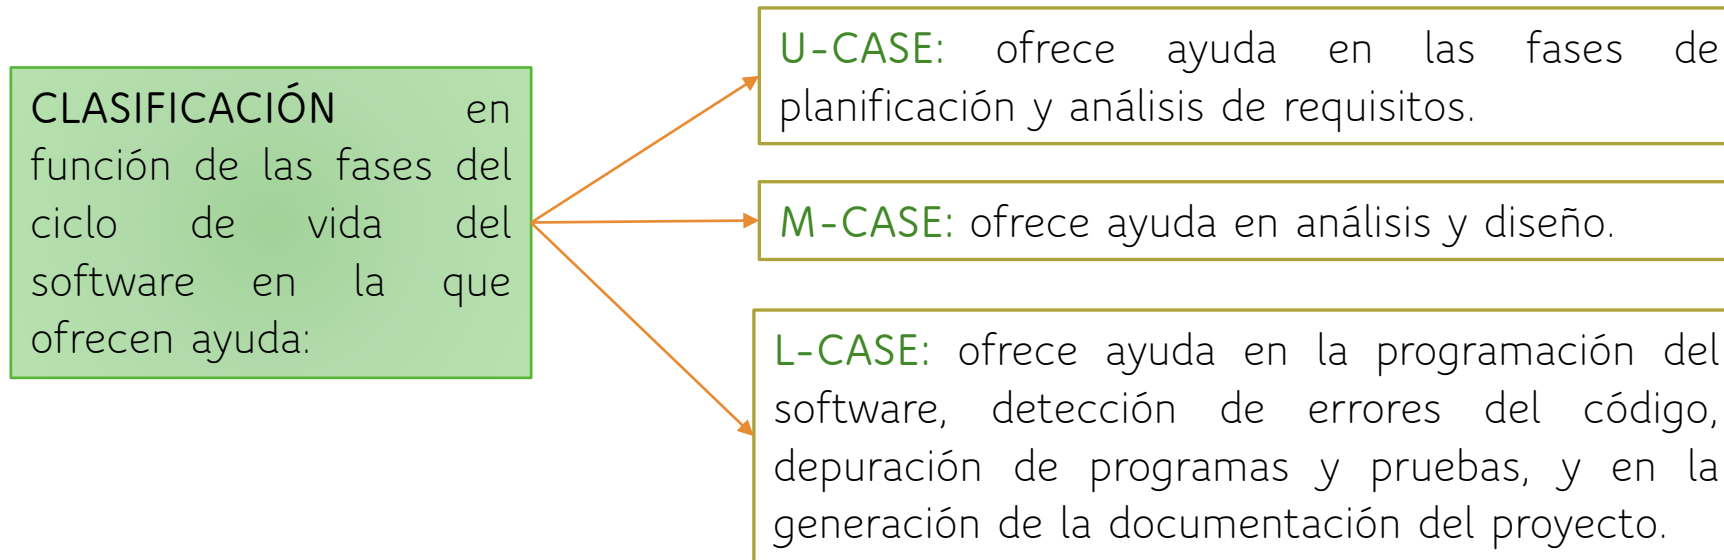 CLASIFICACIÓN en
función de las fases del
ciclo de vida del
software en la que
ofrecen ayuda:
U-CASE: ofrece ayuda en las fases de
planificación y análisis de requisitos.
M-CASE: ofrece ayuda en análisis y diseño.
L-CASE: ofrece ayuda en la programación del
software, detección de errores del código,
depuración de programas y pruebas, y en la
generación de la documentación del proyecto.